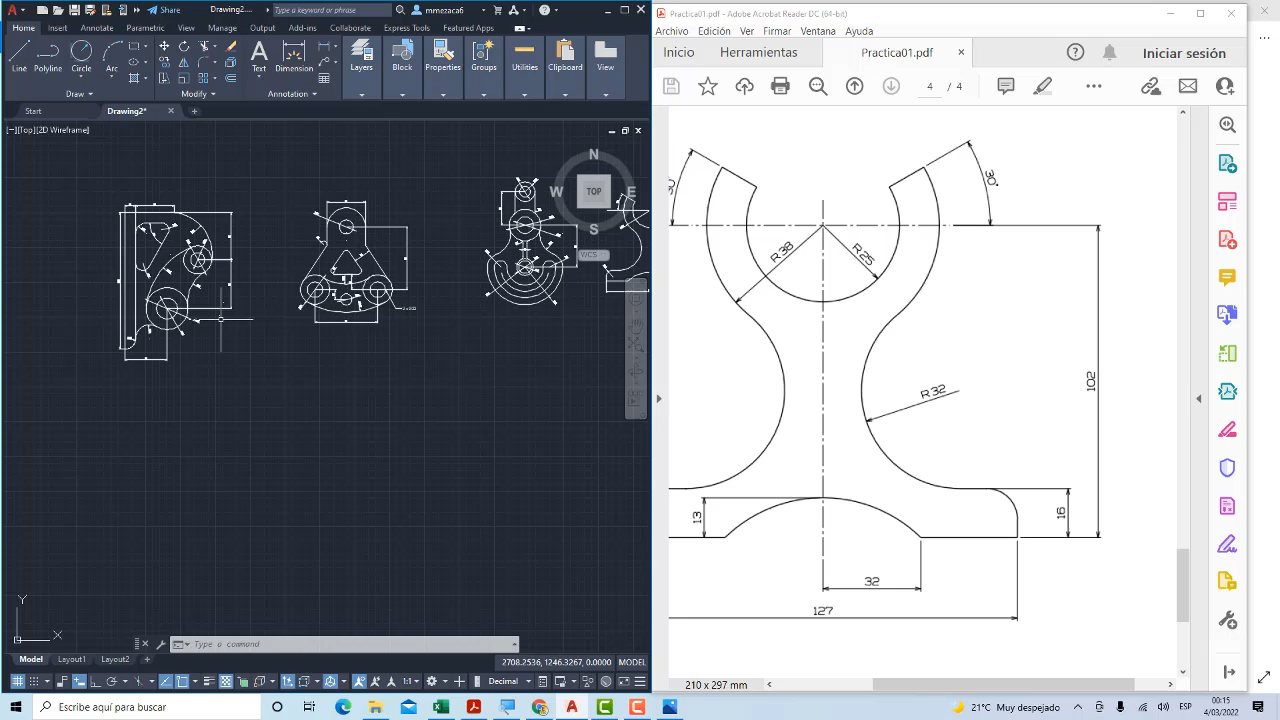 Share
Drawing2....
Type a keyword or phrase
mmezaca6
Home
Insert
Annotate
Parametric
View
Manage
Output
Add-ins
Collaborate
Express Tools
Featured Apps
Line
Polyline
Circle
Arc
Text
Dimension
Layers
Block
Properties
Groups
Utilities
Clipboard
View
Draw
Modify
Annotation
Start
Drawing2*
[−][Top][2D Wireframe]
N
W
TOP
E
S
WCS
Y
X
Type a command
Model
Layout1
Layout2
2708.2536, 1246.3267, 0.0000
MODEL
1:1
Decimal
Practica01.pdf - Adobe Acrobat Reader DC (64-bit)
Archivo
Edición
Ver
Firmar
Ventana
Ayuda
Inicio
Herramientas
Practica01.pdf
Iniciar sesión
4 / 4
30°
R38
R25
R32
102
13
16
32
127
210 x 297 mm
Escribe aquí para buscar
21°C Muy despejado
ESP
00:15
4/03/2022